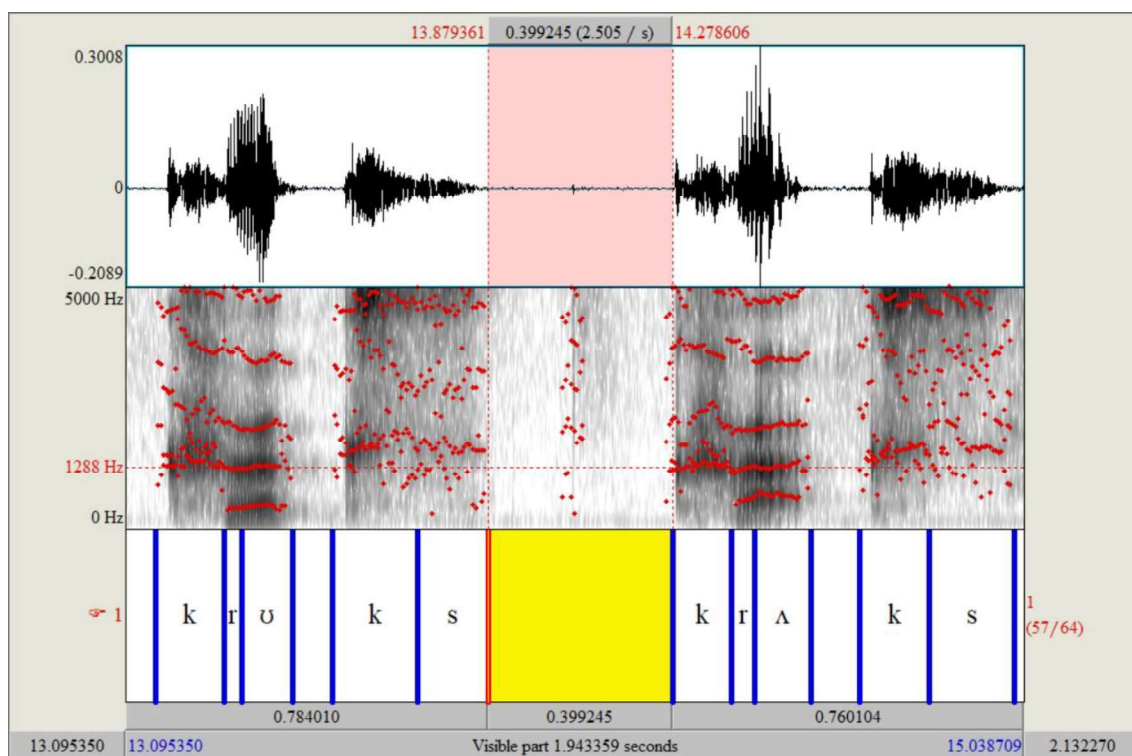 13.879361 0.399245 (2.505 / s) 14.278606
0.3008
0
-0.2089
5000 Hz
1288 Hz
0 Hz
☞ 1 k r ʊ k s k r ʌ k s 1
(57/64)
0.784010 0.399245 0.760104
13.095350 13.095350 Visible part 1.943359 seconds 15.038709 2.132270